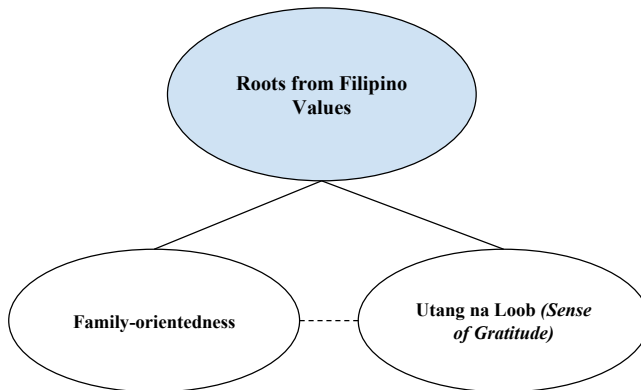 Roots from Filipino
Values
Family-orientedness
Utang na Loob (Sense
of Gratitude)